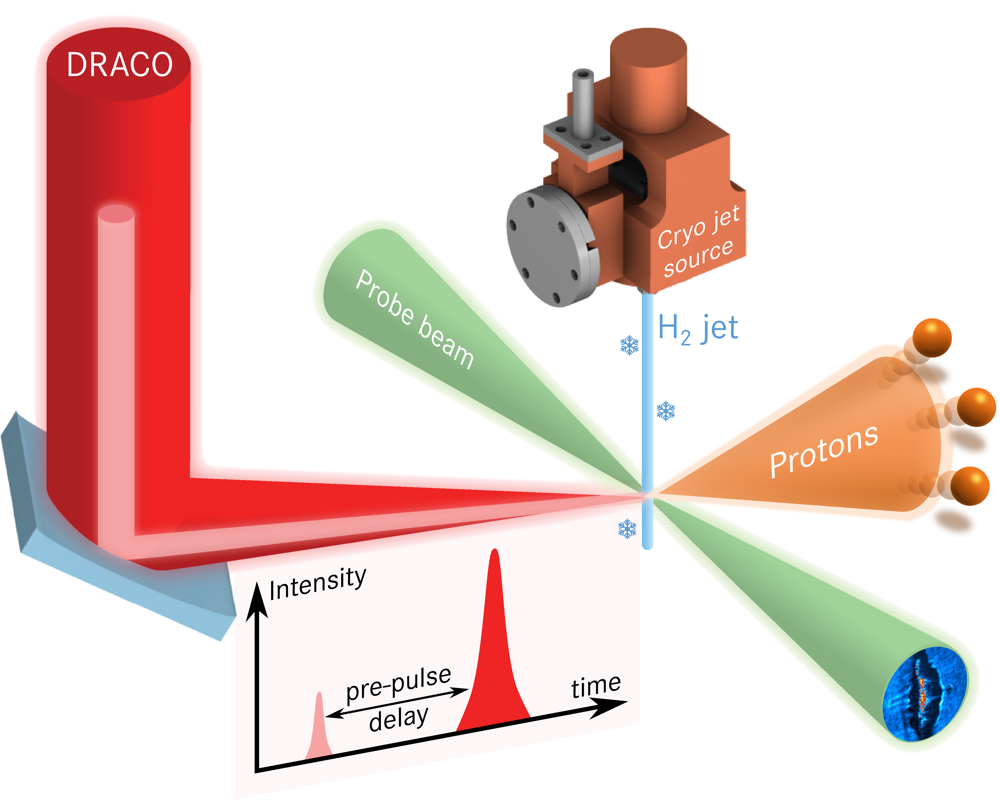 DRACO
Cryo jet
source
Probe beam
H₂ jet
Protons
Intensity
pre-pulse
delay
time